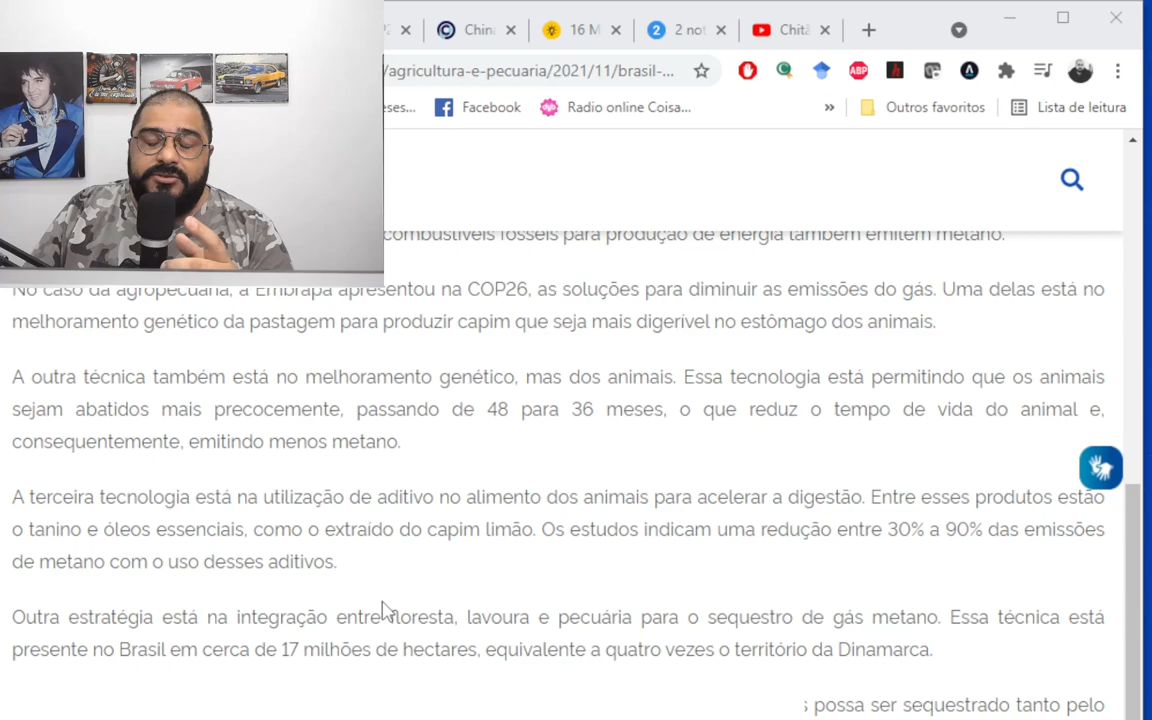 Chin
16 M
2
2 not
Chitã
/agricultura-e-pecuaria/2021/11/brasil-...
ABP
eses...
Facebook
Radio online Coisa...
»
Outros favoritos
Lista de leitura
combustíveis fósseis para produção de energia também emitem metano.
No caso da agropecuária, a Embrapa apresentou na COP26, as soluções para diminuir as emissões do gás. Uma delas está no
melhoramento genético da pastagem para produzir capim que seja mais digerível no estômago dos animais.
A outra técnica também está no melhoramento genético, mas dos animais. Essa tecnologia está permitindo que os animais
sejam abatidos mais precocemente, passando de 48 para 36 meses, o que reduz o tempo de vida do animal e,
consequentemente, emitindo menos metano.
A terceira tecnologia está na utilização de aditivo no alimento dos animais para acelerar a digestão. Entre esses produtos estão
o tanino e óleos essenciais, como o extraído do capim limão. Os estudos indicam uma redução entre 30% a 90% das emissões
de metano com o uso desses aditivos.
Outra estratégia está na integração entre floresta, lavoura e pecuária para o sequestro de gás metano. Essa técnica está
presente no Brasil em cerca de 17 milhões de hectares, equivalente a quatro vezes o território da Dinamarca.
s possa ser sequestrado tanto pelo